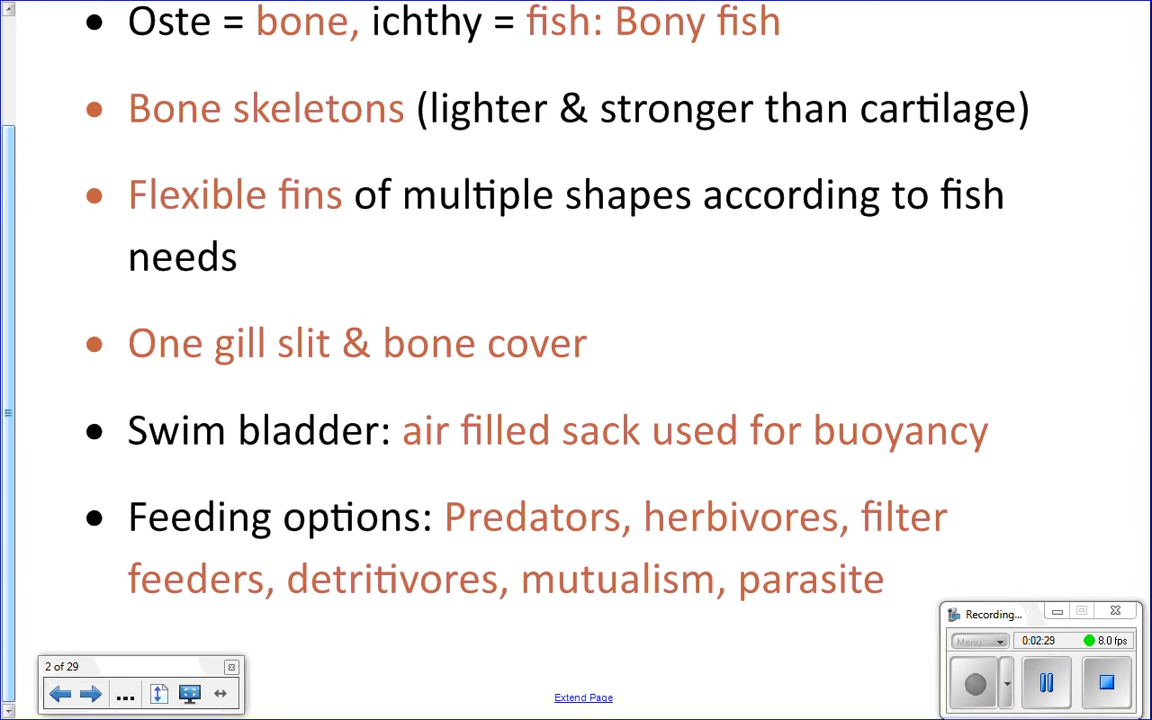 • Oste = bone, ichthy = fish: Bony fish
• Bone skeletons (lighter & stronger than cartilage)
• Flexible fins of multiple shapes according to fish
needs
• One gill slit & bone cover
• Swim bladder: air filled sack used for buoyancy
• Feeding options: Predators, herbivores, filter
feeders, detritivores, mutualism, parasite
Recording...
Menu 0:02:29 8.0 fps
2 of 29
...
Extend Page